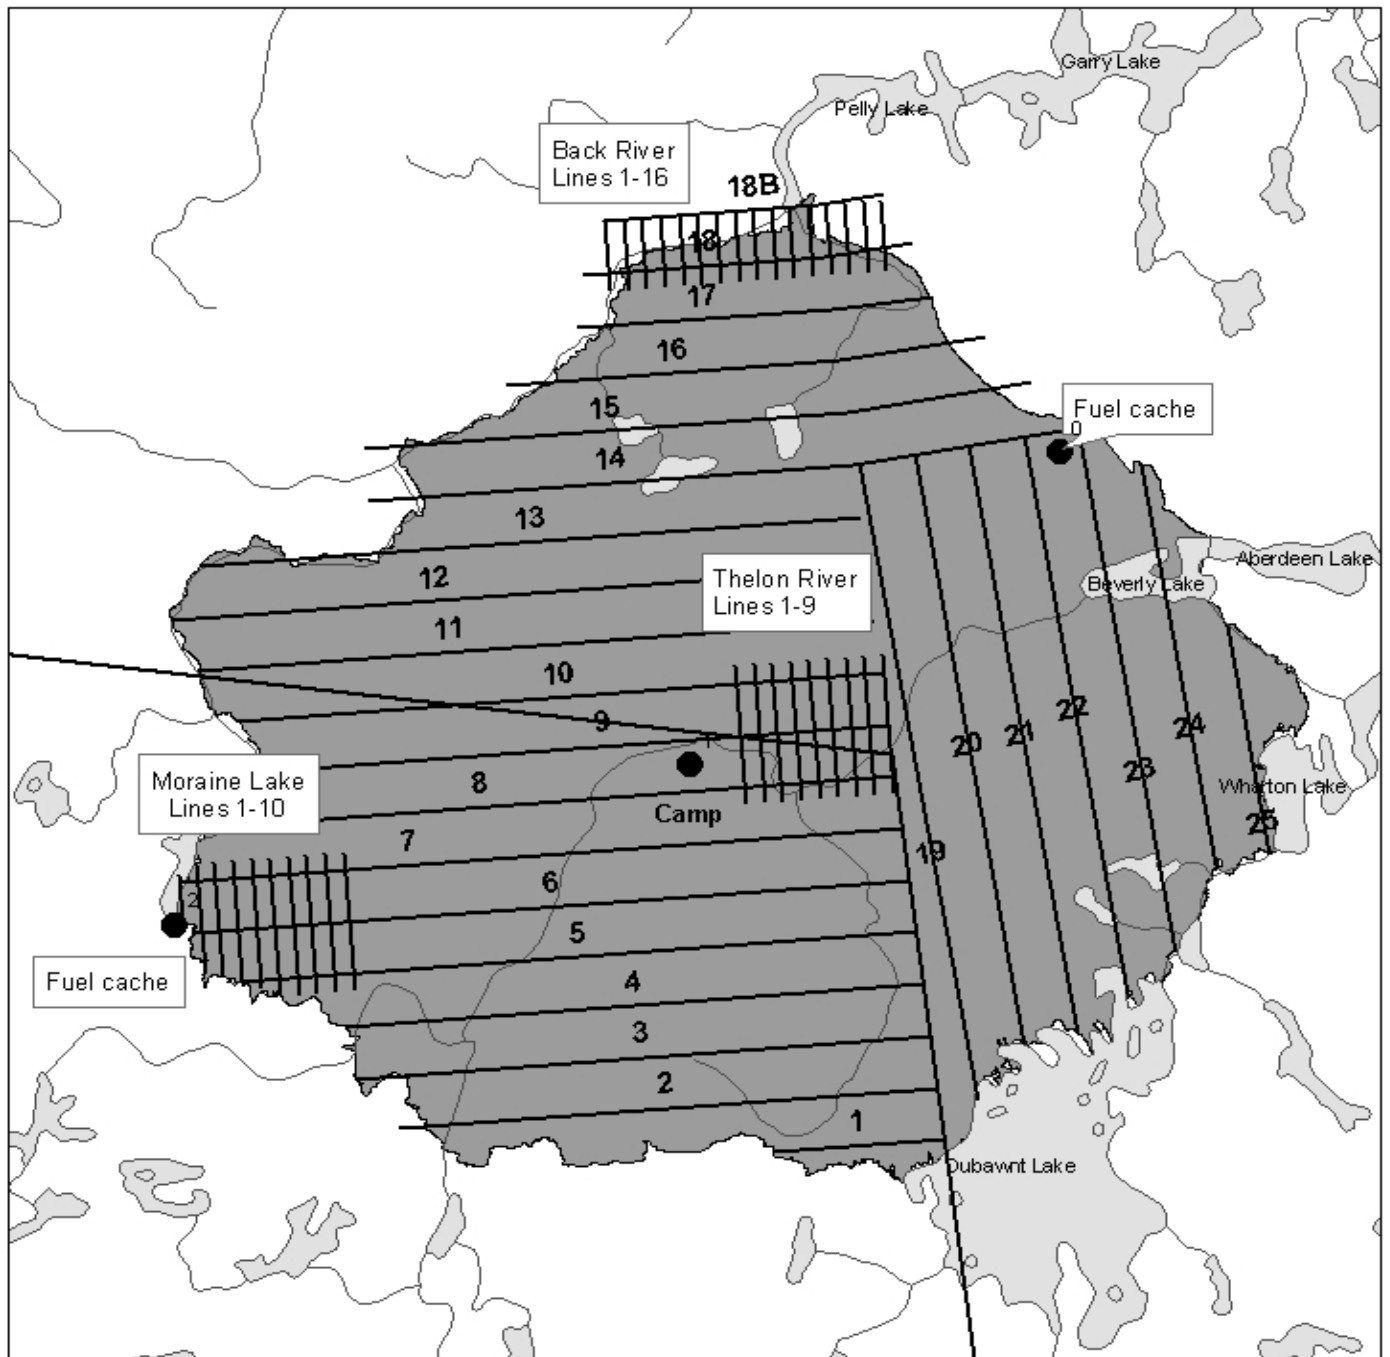 Garry Lake
Pelly Lake
Back River
Lines 1-16
18B
18
17
16
15
Fuel cache
0
14
13
12
Aberdeen Lake
Beverly Lake
Thelon River
Lines 1-9
11
10
9
22
24
21
20
1
23
8
Moraine Lake
Lines 1-10
Wharton Lake
Camp
25
7
19
6
2
5
Fuel cache
4
3
2
1
Dubawnt Lake